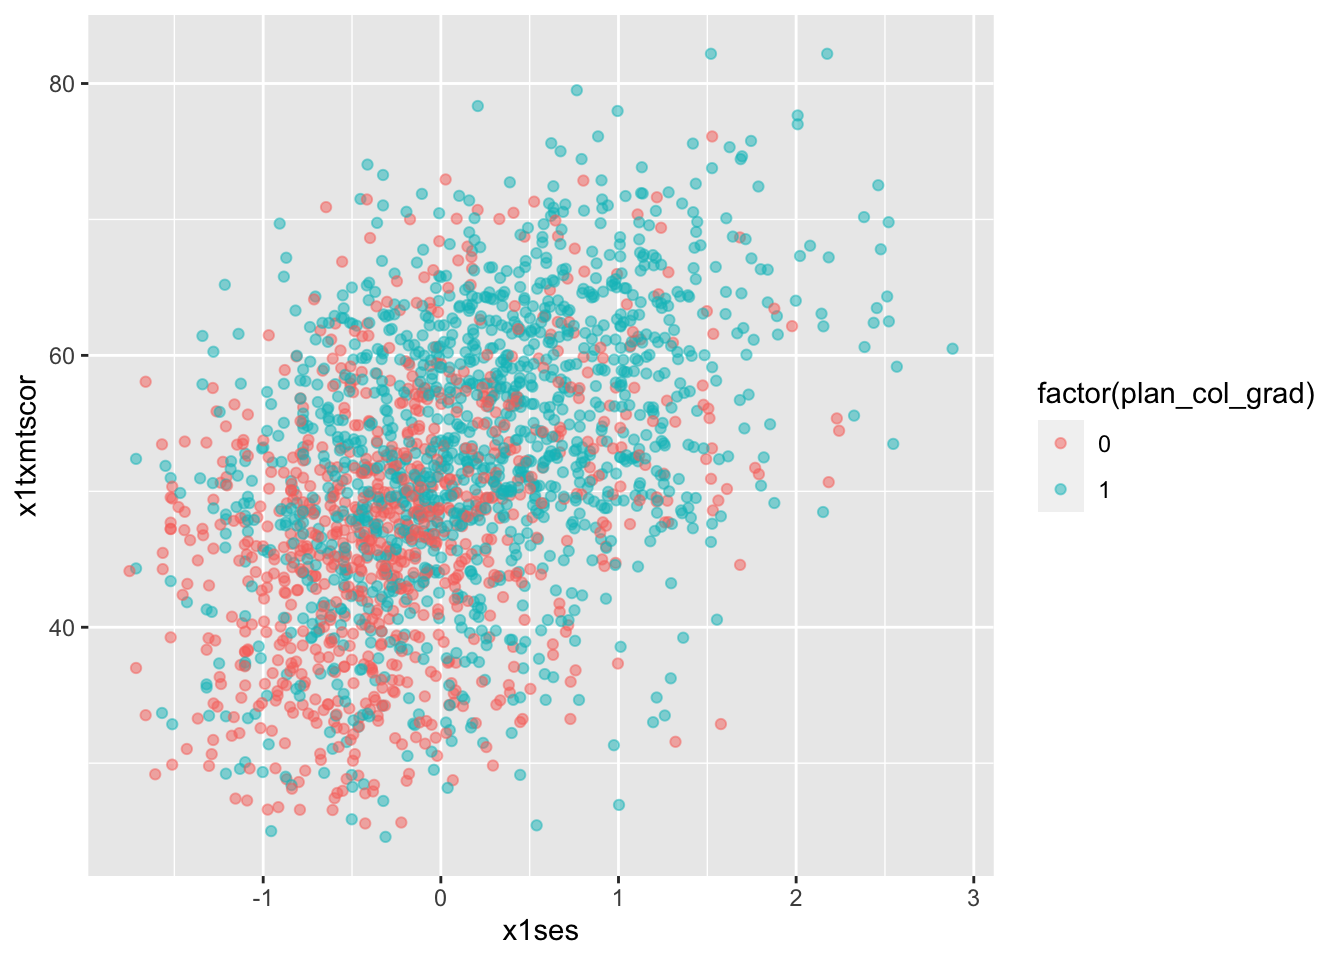 80
60
40
x1txmtscor
-1 0 1 2 3
x1ses
factor(plan_col_grad)
0
1